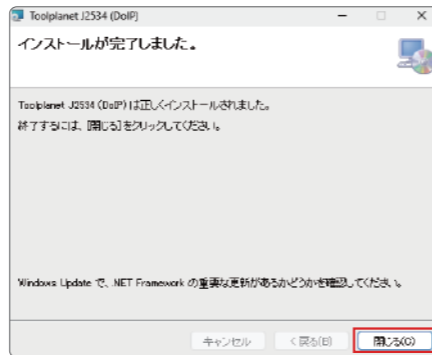 Toolplanet J2534 (DoIP)
インストールが完了しました。
Toolplanet J2534 (DoIP) は正しくインストールされました。
終了するには、[閉じる]をクリックしてください。
Windows Update で、.NET Framework の重要な更新があるかどうかを確認してください。
キャンセル
< 戻る(B)
閉じる(C)